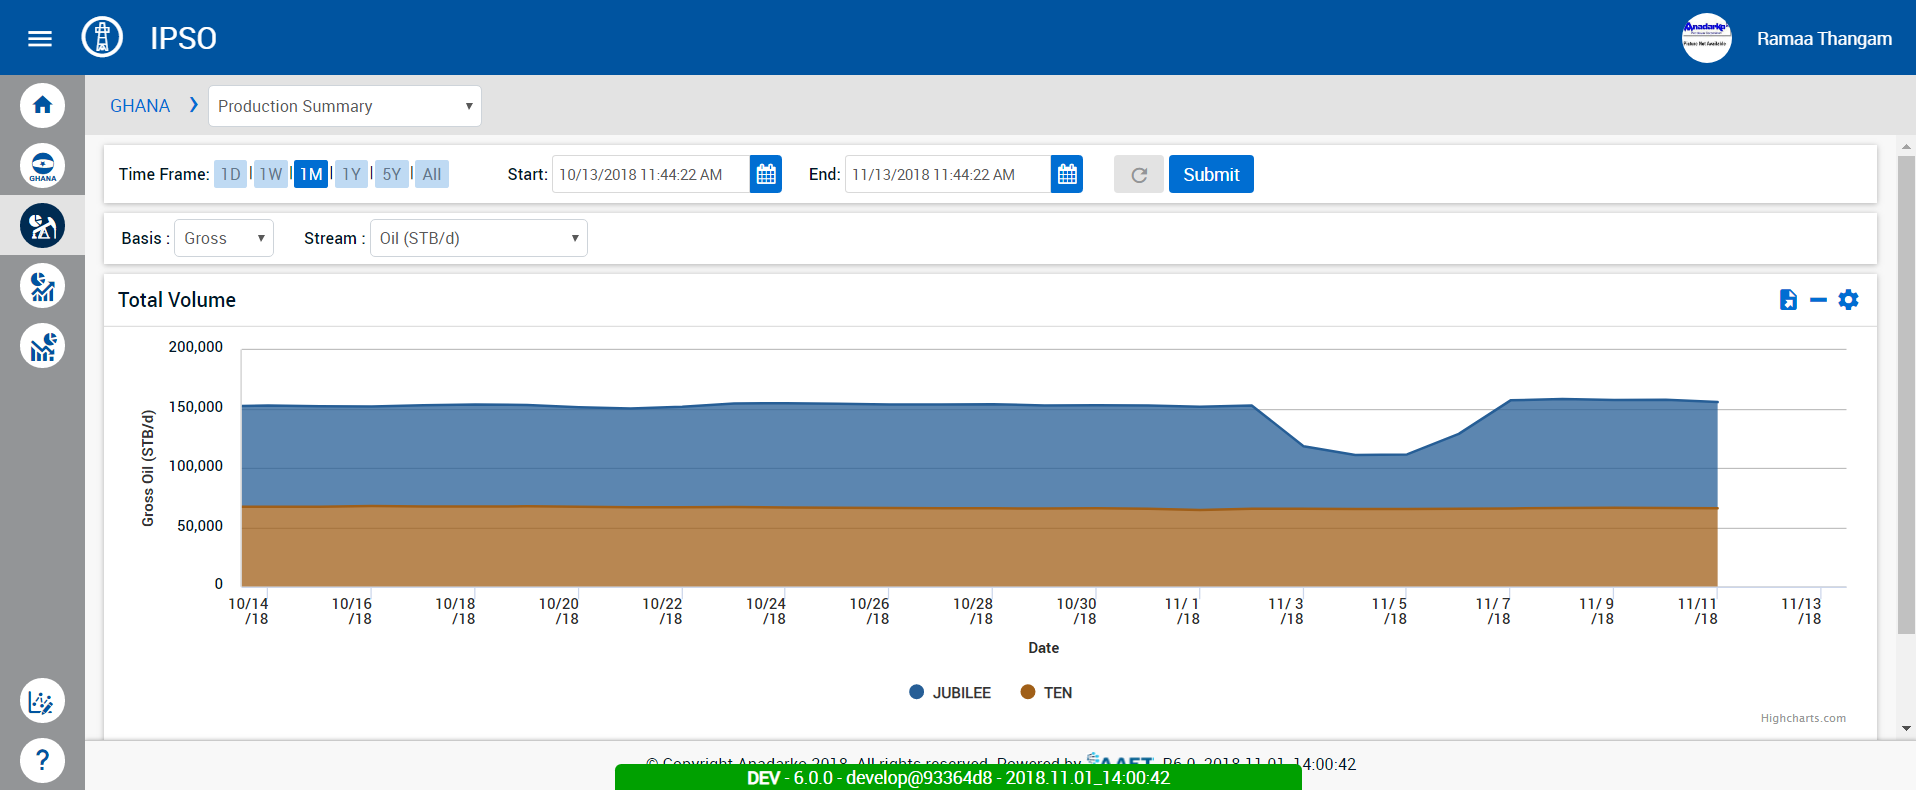 IPSO
Anadarko
Picture Not Available
Ramaa Thangam
GHANA
Production Summary
GHANA
Time Frame: 1D | 1W | 1M | 1Y | 5Y | All
Start: 10/13/2018 11:44:22 AM
End: 11/13/2018 11:44:22 AM
Submit
Basis : Gross
Stream : Oil (STB/d)
Total Volume
Gross Oil (STB/d)
200,000
150,000
100,000
50,000
0
10/14 /18
10/16 /18
10/18 /18
10/20 /18
10/22 /18
10/24 /18
10/26 /18
10/28 /18
10/30 /18
11/ 1 /18
11/ 3 /18
11/ 5 /18
11/ 7 /18
11/ 9 /18
11/11 /18
11/13 /18
Date
JUBILEE
TEN
Highcharts.com
?
© Copyright Anadarko 2018. All rights reserved. Powered by R6.0 2018.11.01_14:00:42
DEV - 6.0.0 - develop@93364d8 - 2018.11.01_14:00:42